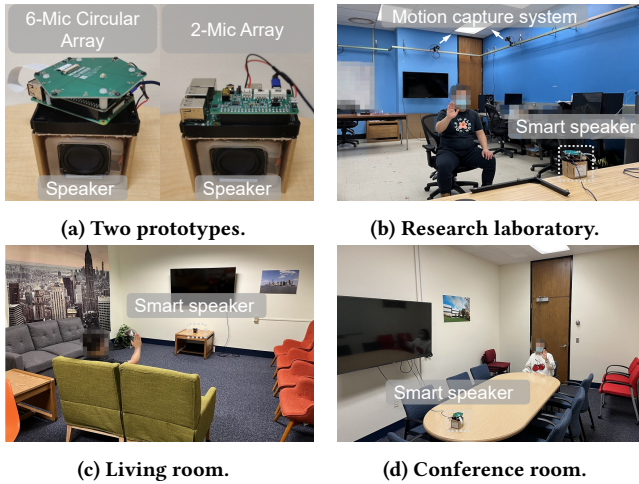 6-Mic Circular
Array
2-Mic Array
Speaker
Speaker
(a) Two prototypes.
Motion capture system
Smart speaker
(b) Research laboratory.
Smart speaker
(c) Living room.
Smart speaker
(d) Conference room.